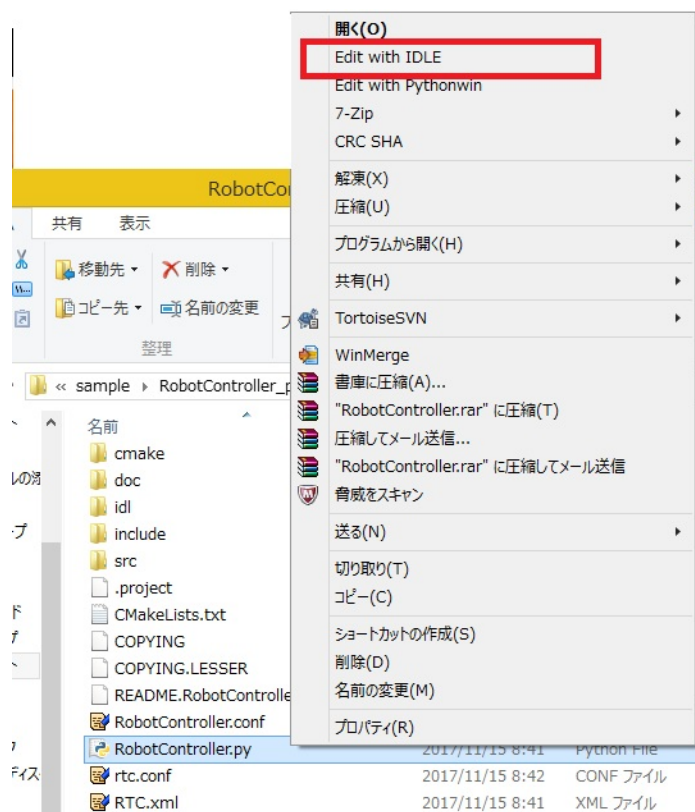 開く(O)
Edit with IDLE
Edit with Pythonwin
7-Zip
CRC SHA
解凍(X)
圧縮(U)
プログラムから開く(H)
共有(H)
TortoiseSVN
WinMerge
書庫に圧縮(A)...
"RobotController.rar" に圧縮(T)
圧縮してメール送信...
"RobotController.rar" に圧縮してメール送信
脅威をスキャン
送る(N)
切り取り(T)
コピー(C)
ショートカットの作成(S)
削除(D)
名前の変更(M)
プロパティ(R)
RobotCo
共有 表示
移動先 削除
コピー先 名前の変更
整理
« sample RobotController_p
名前
cmake
doc
idl
include
src
.project
CMakeLists.txt
COPYING
COPYING.LESSER
README.RobotControlle
RobotController.conf
RobotController.py 2017/11/15 8:41 Python File
rtc.conf 2017/11/15 8:42 CONF ファイル
RTC.xml 2017/11/15 8:41 XML ファイル